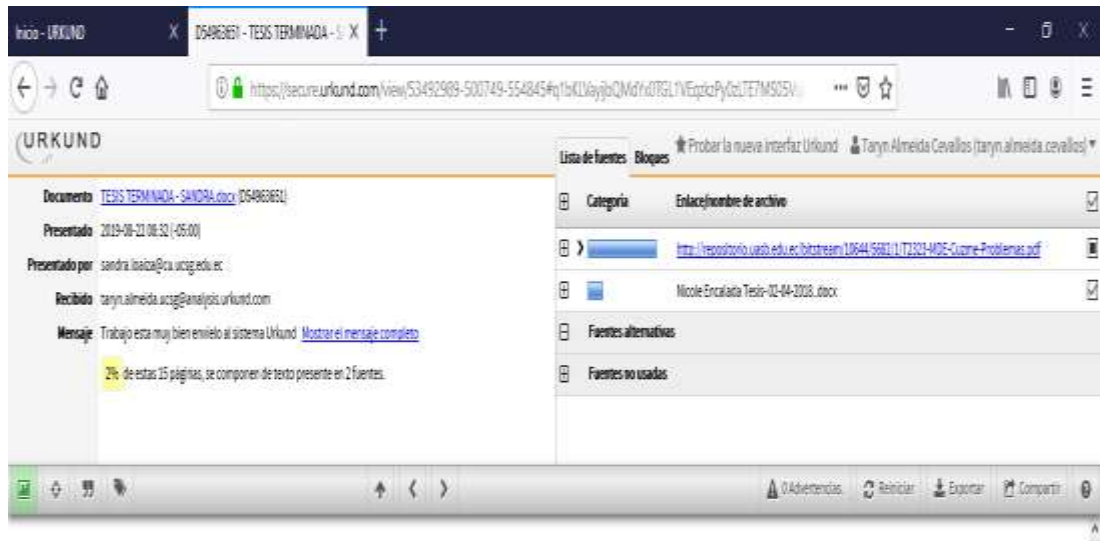 Inicio - URKUND X D54963651 - TESIS TERMINADA - S X +
https://secure.urkund.com/view/53492989-500749-554845#
URKUND
Lista de fuentes Bloques Probar la nueva interfaz Urkund Taryn Almeida Cevallos (taryn.almeida.cevallos)
Documento TESIS TERMINADA - SANDRA.docx (D54963651)
Categoría Enlace/nombre de archivo
Presentado 2019-08-22 08:32 (-05:00)
http://repositorio.uasb.edu.ec/bitstream/10644/5682/1/T2323-MDE-Cuzme-Problemas.pdf
Presentado por sandra.loaiza@cu.ucsg.edu.ec
Recibido taryn.almeida.ucsg@analysis.urkund.com
Nicole Encalada Tesis-02-04-2018..docx
Mensaje Trabajo esta muy bien envielo al sistema Urkund Mostrar el mensaje completo
Fuentes alternativas
2% de estas 15 páginas, se componen de texto presente en 2 fuentes.
Fuentes no usadas
0 Advertencias. Reiniciar Exportar Compartir